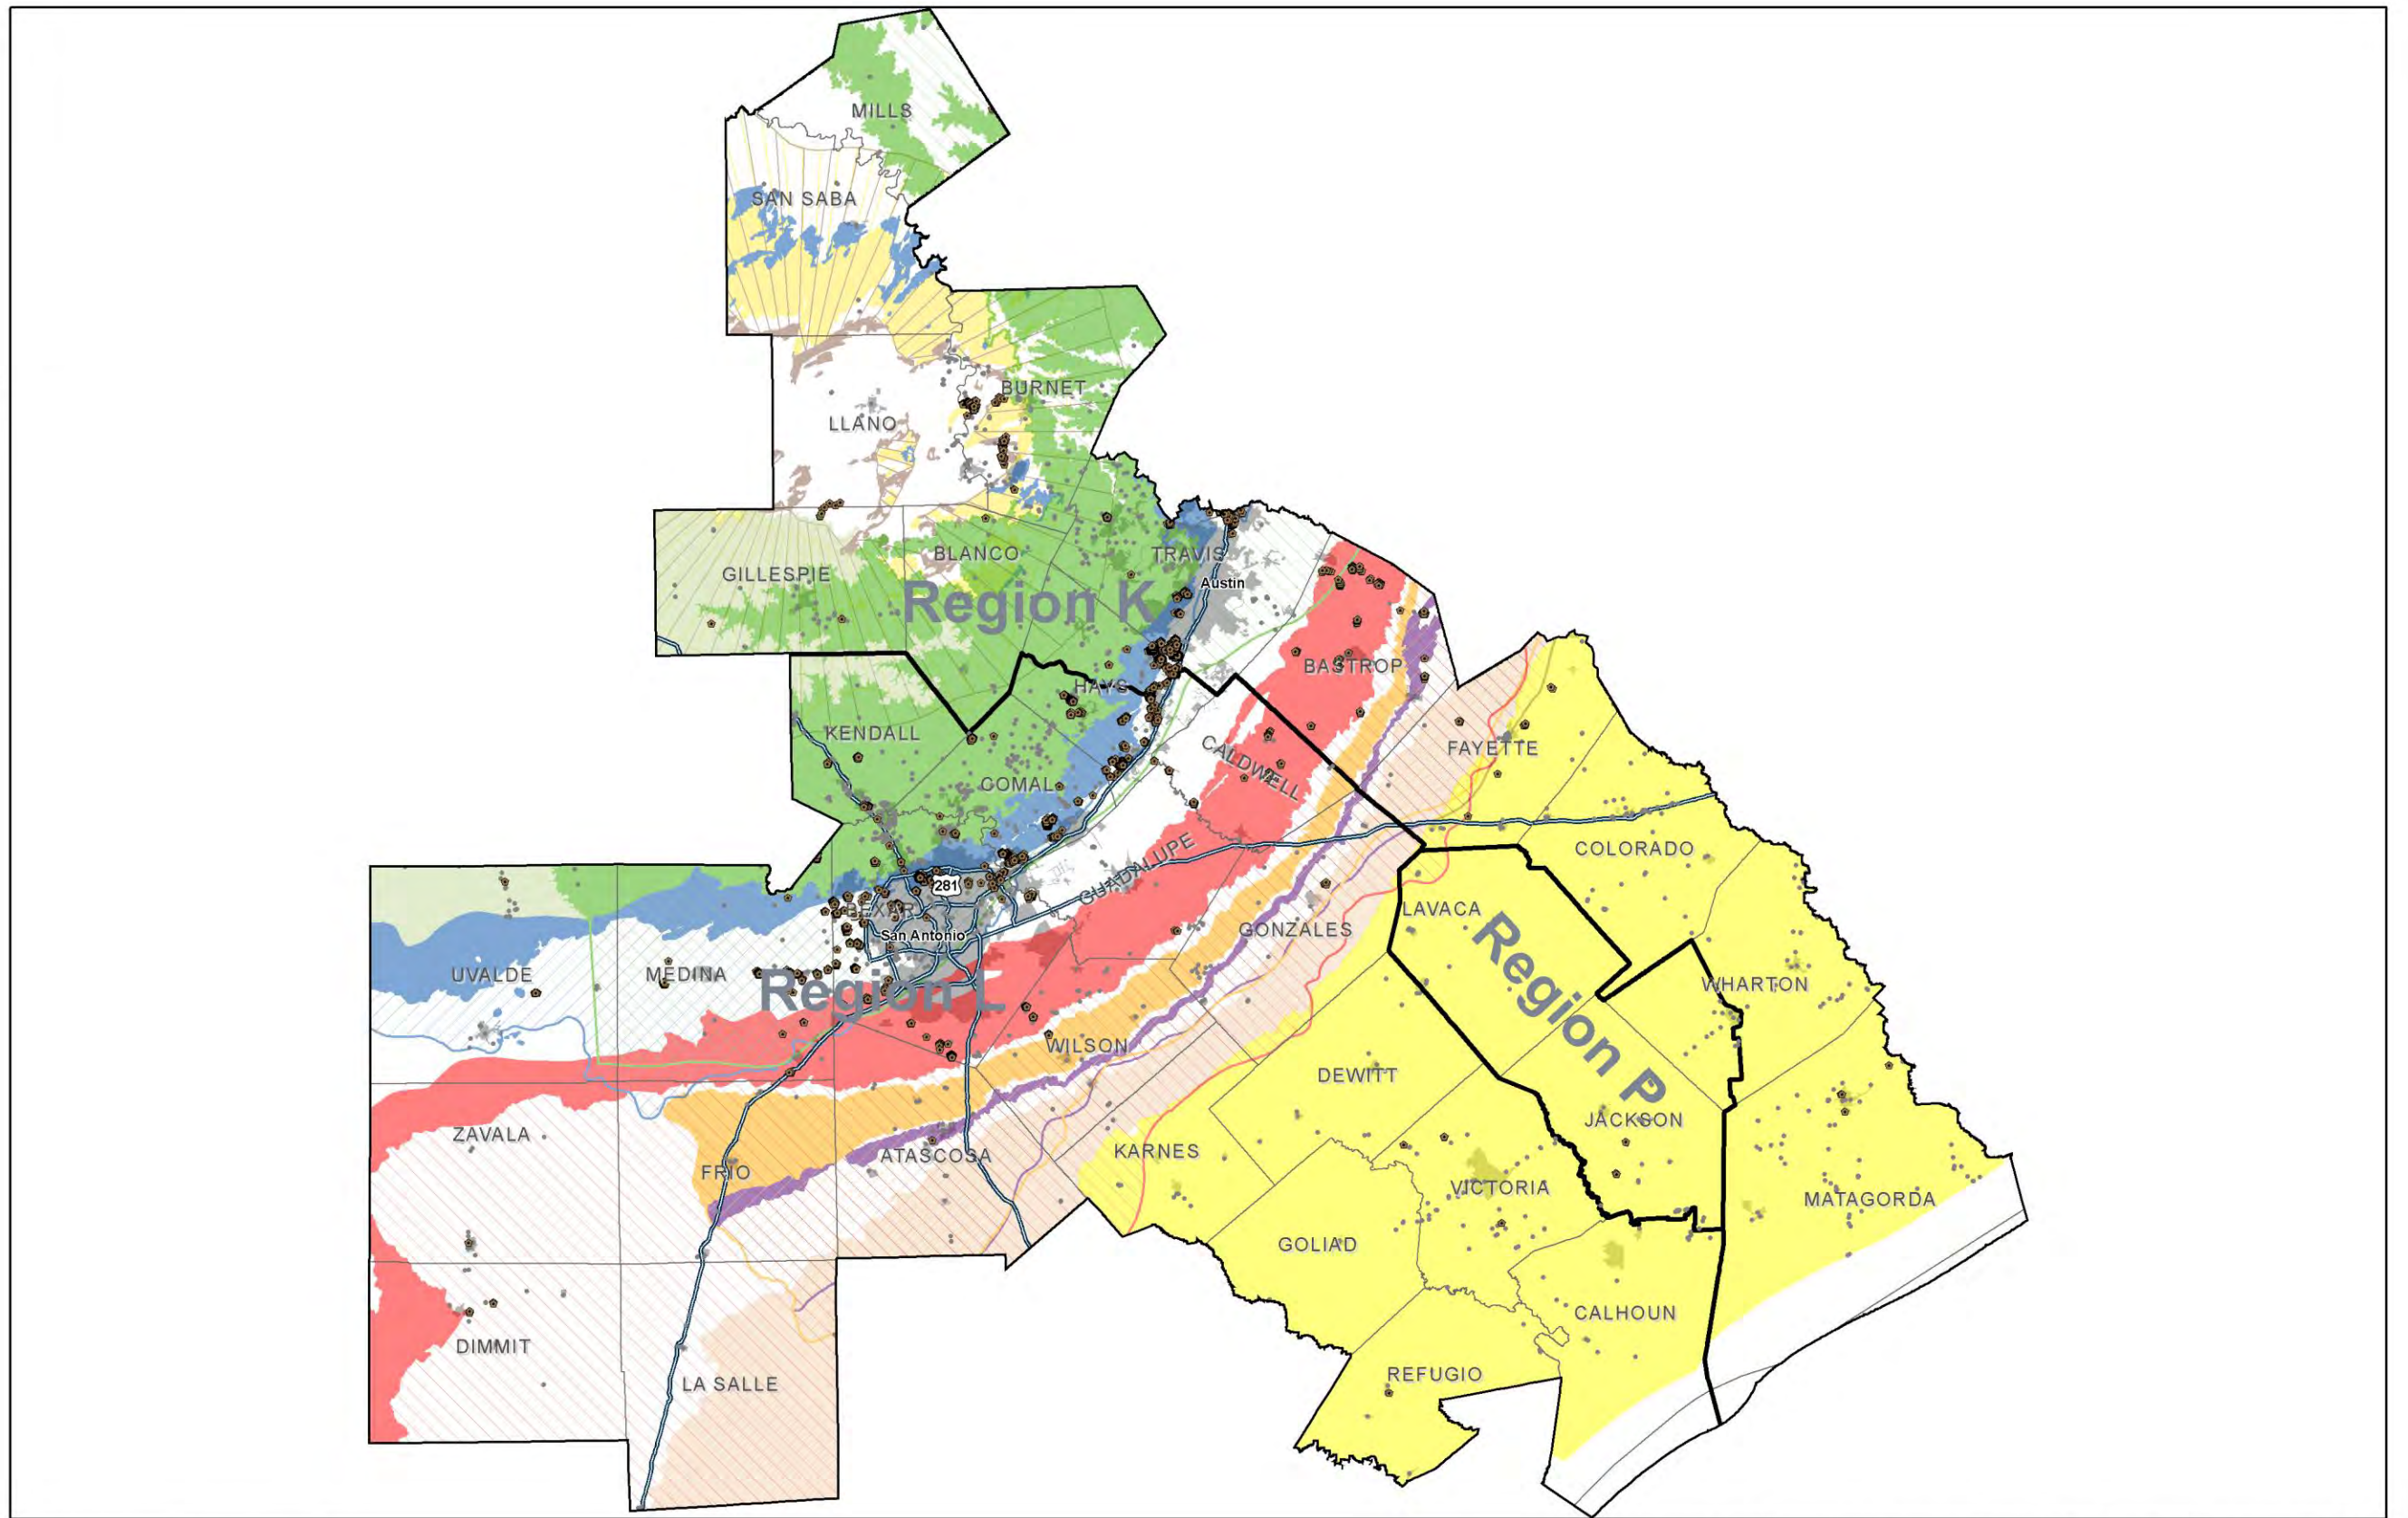 MILLS
SAN SABA
BURNET
LLANO
BLANCO
TRAVIS
GILLESPIE
Austin
Region K
BASTROP
HAYS
KENDALL
CALDWELL
FAYETTE
COMAL
COLORADO
GUADALUPE
281
BEXAR
LAVACA
San Antonio
GONZALES
Region P
UVALDE
MEDINA
Region L
WHARTON
WILSON
DEWITT
JACKSON
ZAVALA
FRIO
ATASCOSA
KARNES
VICTORIA
MATAGORDA
GOLIAD
CALHOUN
DIMMIT
REFUGIO
LA SALLE